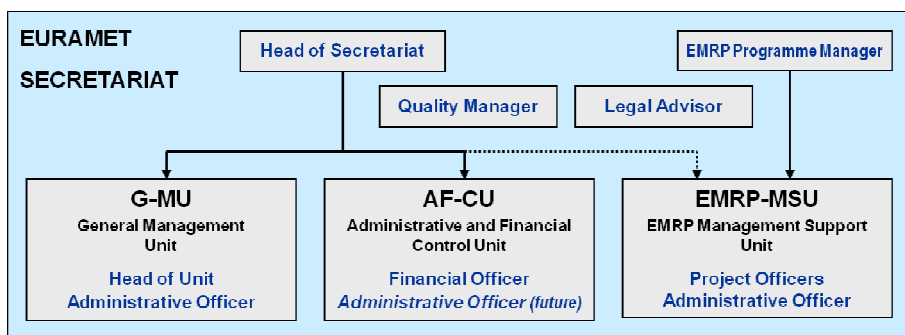 EURAMET
SECRETARIAT
Head of Secretariat
EMRP Programme Manager
Quality Manager
Legal Advisor
G-MU
General Management
Unit
Head of Unit
Administrative Officer
AF-CU
Administrative and Financial
Control Unit
Financial Officer
Administrative Officer (future)
EMRP-MSU
EMRP Management Support
Unit
Project Officers
Administrative Officer